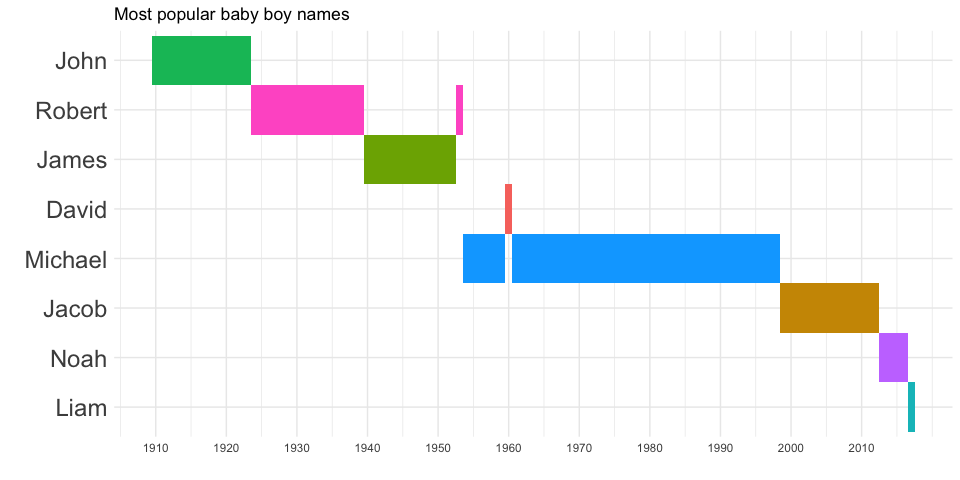 Most popular baby boy names
John
Robert
James
David
Michael
Jacob
Noah
Liam
1910 1920 1930 1940 1950 1960 1970 1980 1990 2000 2010